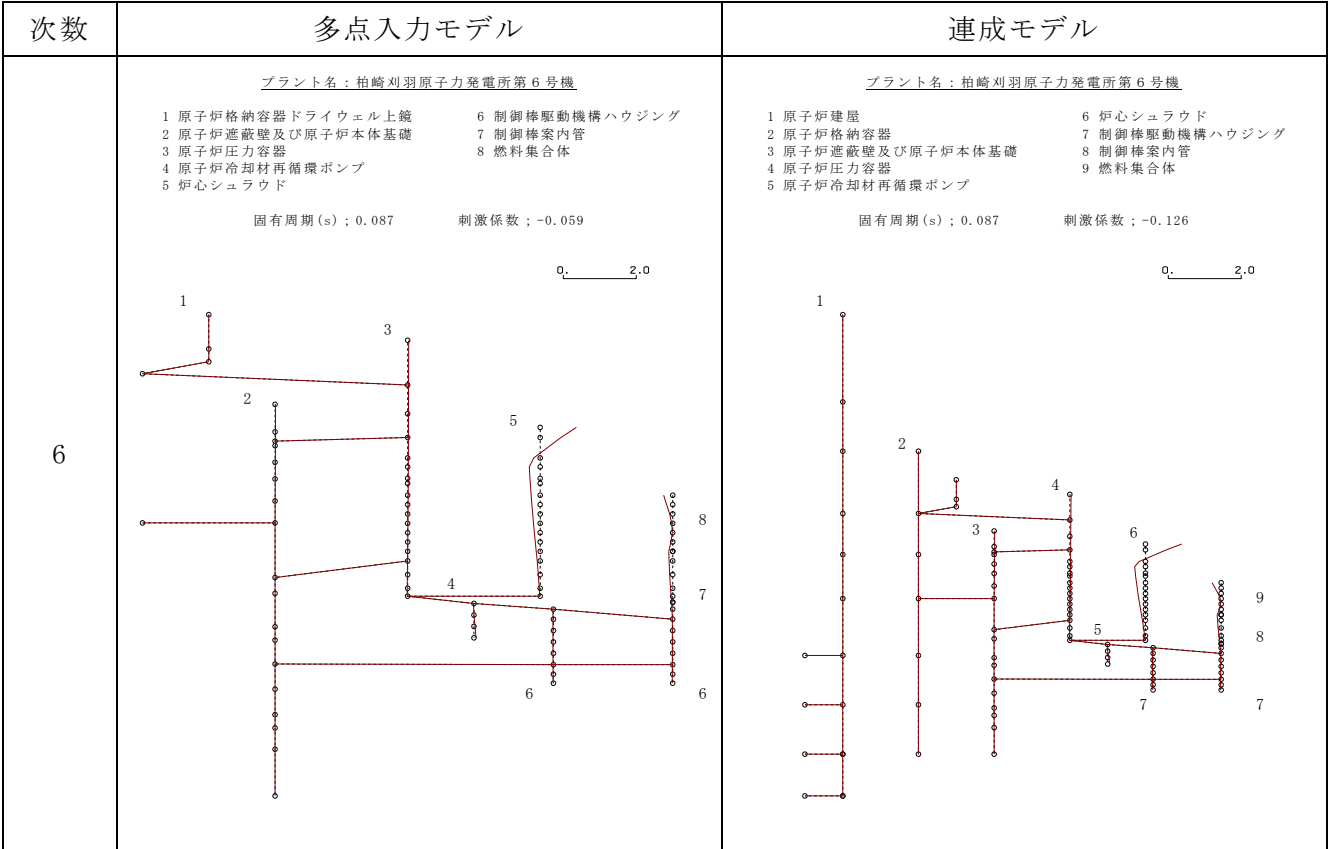 次数 多点入力モデル 連成モデル
6
プラント名：柏崎刈羽原子力発電所第６号機
1 原子炉格納容器ドライウェル上鏡 6 制御棒駆動機構ハウジング
2 原子炉遮蔽壁及び原子炉本体基礎 7 制御棒案内管
3 原子炉圧力容器 8 燃料集合体
4 原子炉冷却材再循環ポンプ
5 炉心シュラウド
固有周期(s)；0.087 刺激係数；-0.059
0. 2.0
1
3
2
5
8
4
7
6 6
プラント名：柏崎刈羽原子力発電所第６号機
1 原子炉建屋 6 炉心シュラウド
2 原子炉格納容器 7 制御棒駆動機構ハウジング
3 原子炉遮蔽壁及び原子炉本体基礎 8 制御棒案内管
4 原子炉圧力容器 9 燃料集合体
5 原子炉冷却材再循環ポンプ
固有周期(s)；0.087 刺激係数；-0.126
0. 2.0
1
2
4
3 6
9
5 8
7 7